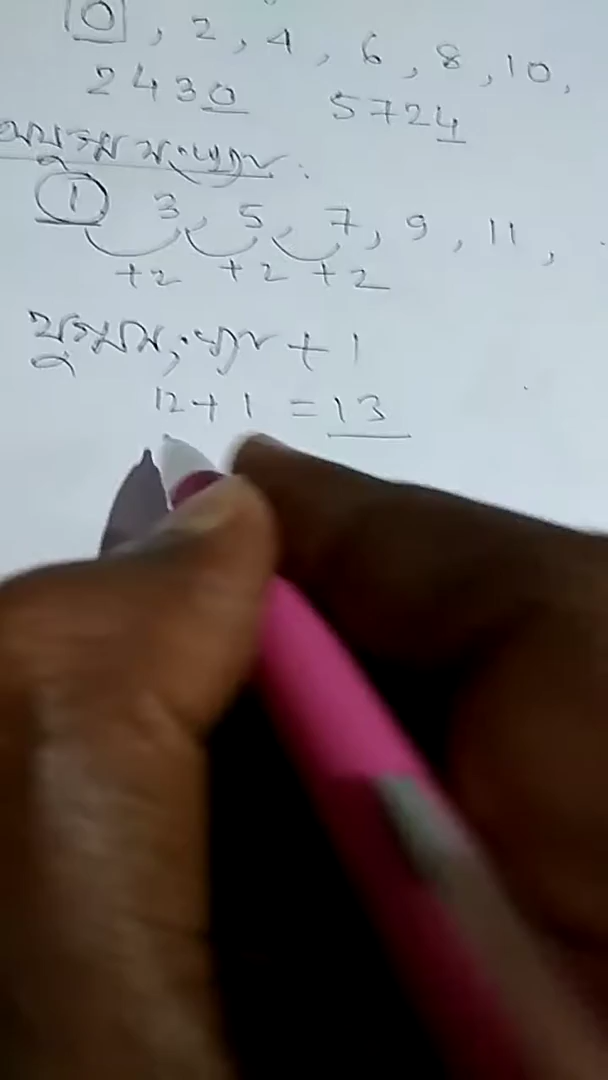 0, 2, 4, 6, 8, 10,
2430 5724
অযুগ্ম সংখ্যা :
1 3, 5, 7, 9, 11,
+2 +2 +2
যুগ্ম সংখ্যা + 1
12 + 1 = 13